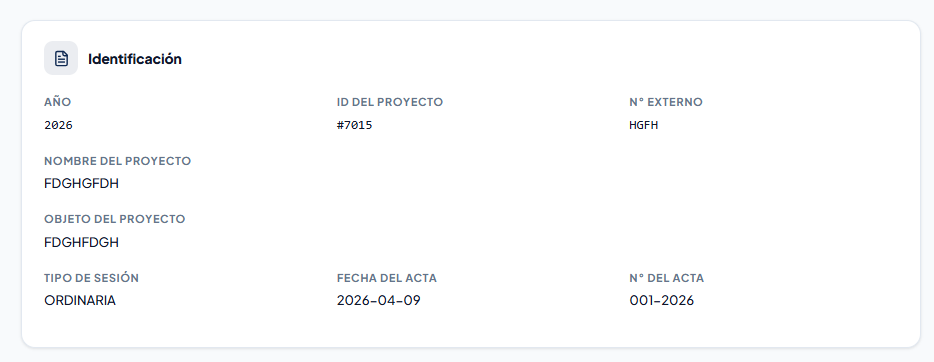 Identificación
AÑO ID DEL PROYECTO N° EXTERNO
2026 #7015 HGFH
NOMBRE DEL PROYECTO
FDGHGFDH
OBJETO DEL PROYECTO
FDGHFDGH
TIPO DE SESIÓN FECHA DEL ACTA N° DEL ACTA
ORDINARIA 2026-04-09 001-2026